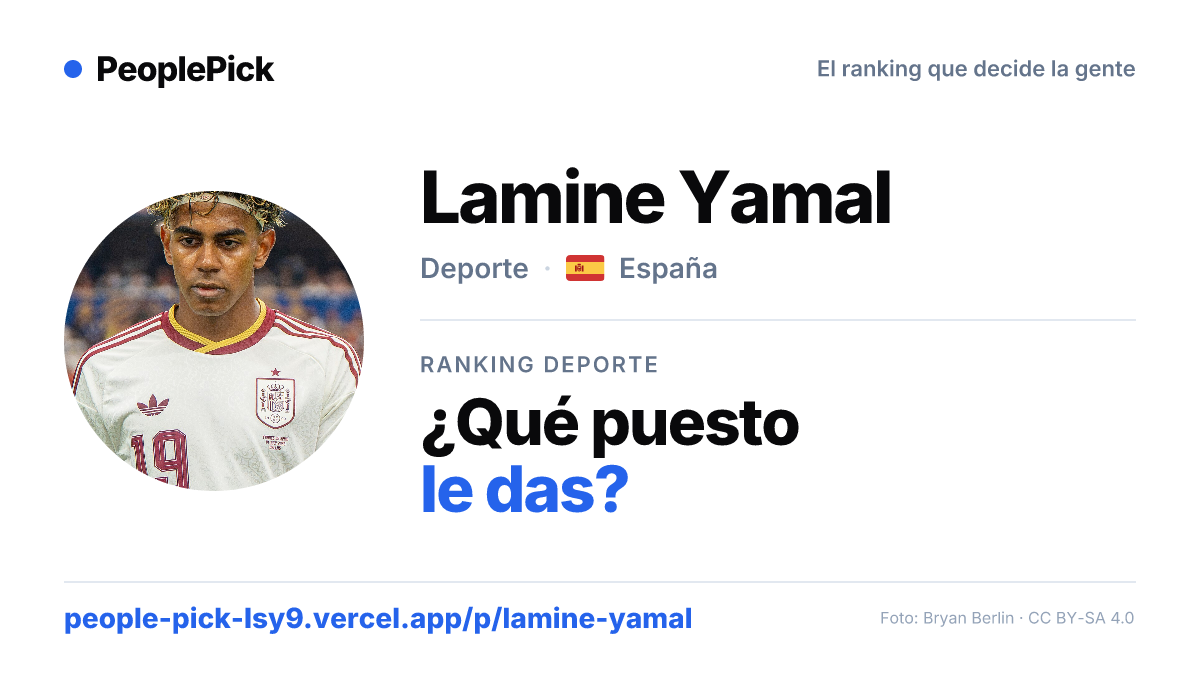 PeoplePick
El ranking que decide la gente
Lamine Yamal
Deporte · España
RANKING DEPORTE
¿Qué puesto
le das?
19
people-pick-lsy9.vercel.app/p/lamine-yamal
Foto: Bryan Berlin · CC BY-SA 4.0